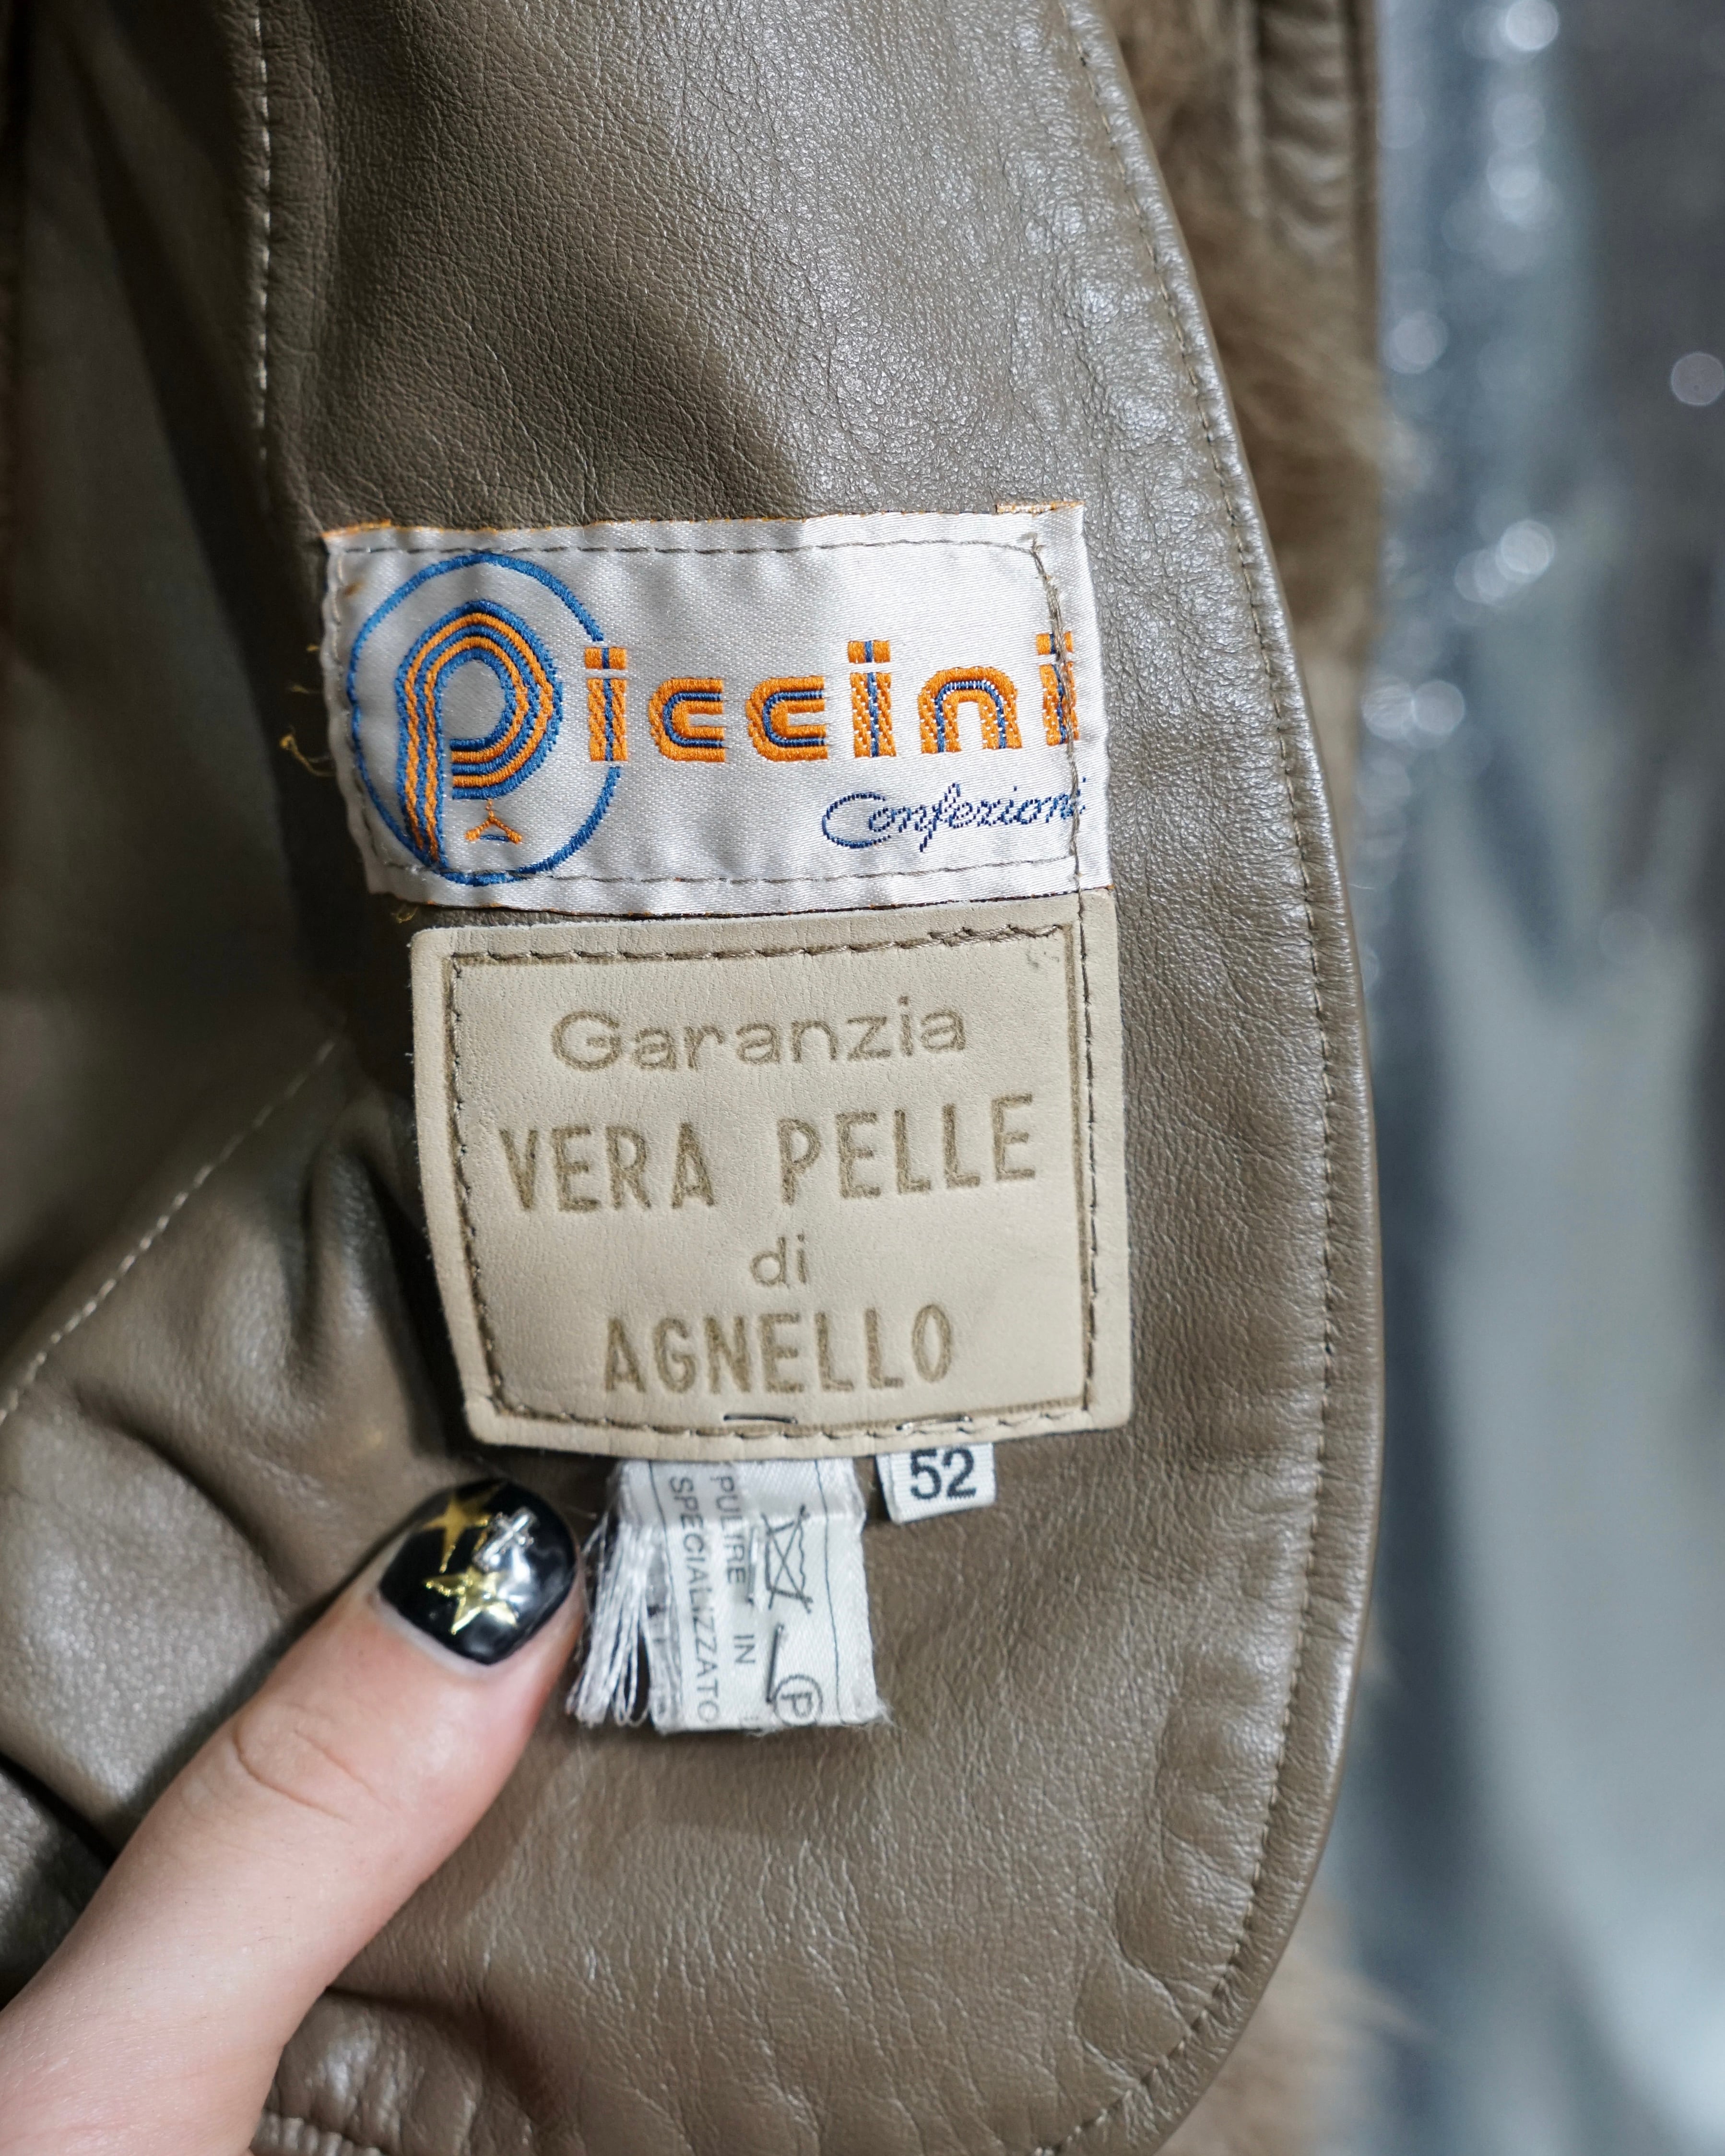 Piccini
Confezioni
Garanzia
VERA PELLE
di
AGNELLO
52
PULIRE IN
SPECIALIZZATO
P